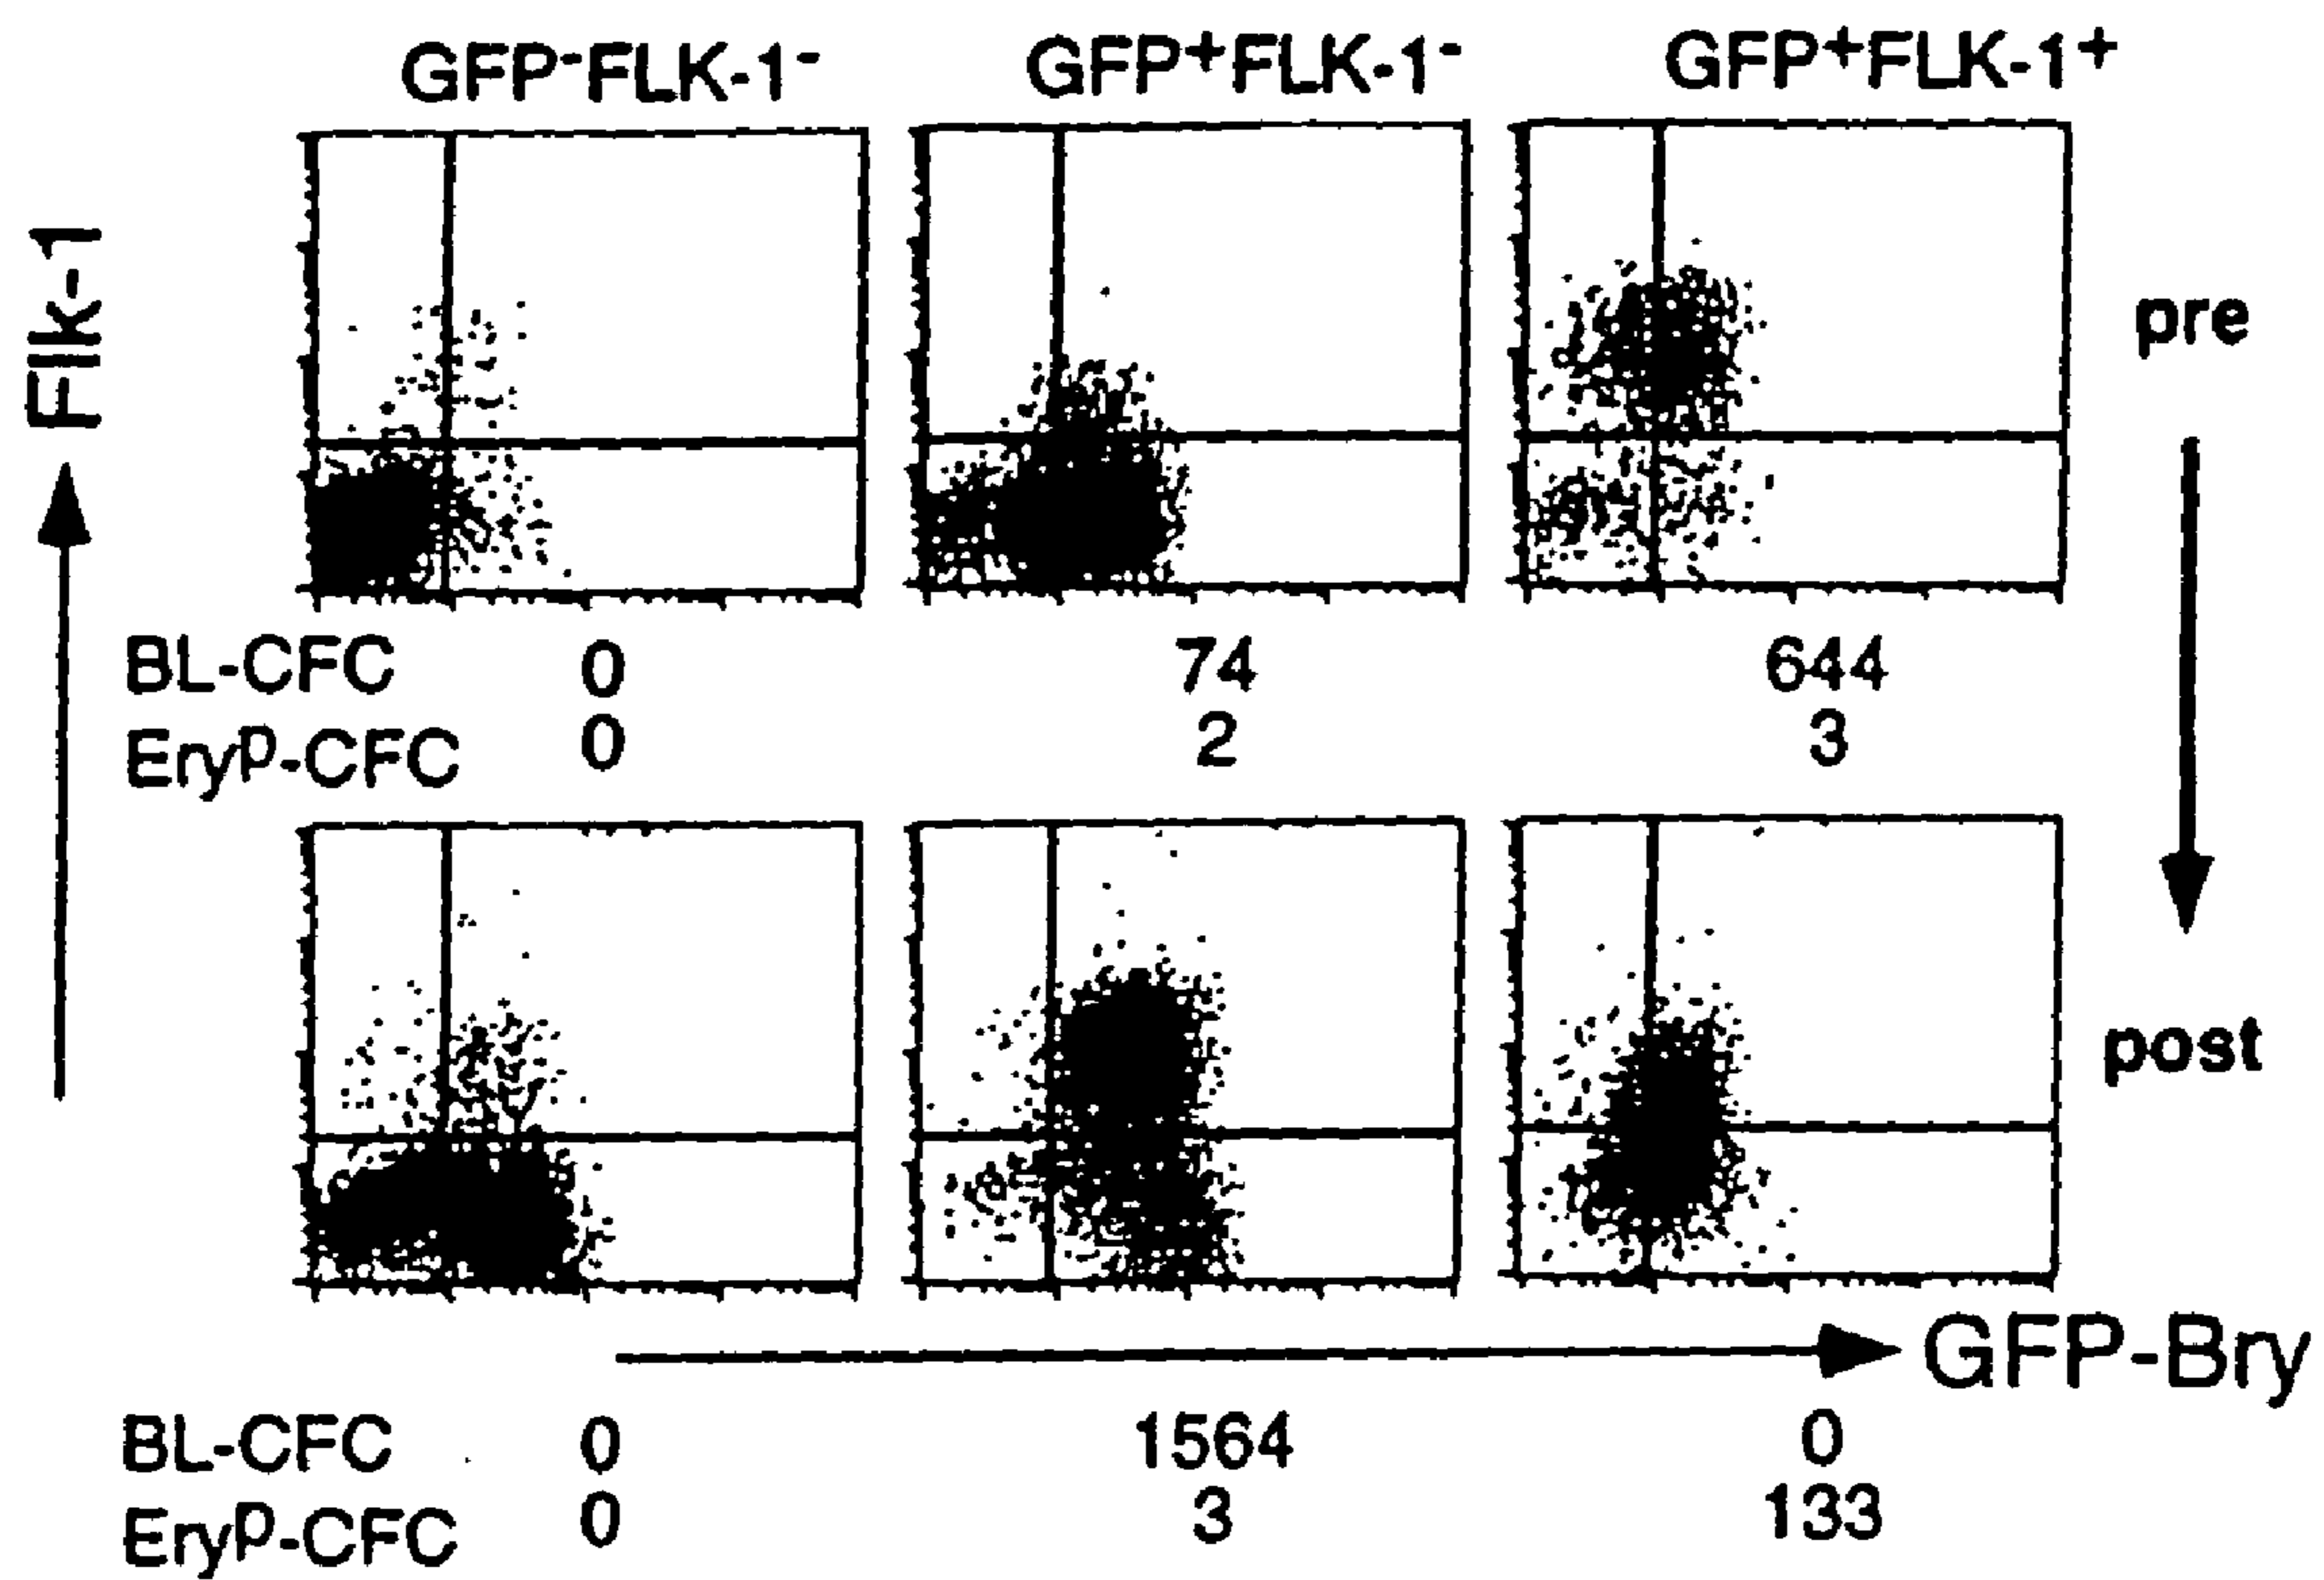 GFP-FLK-1- GFP+FLK-1- GFP+FLK-1+
Flk-1
pre
BL-CFC 0 74 644
Eryp-CFC 0 2 3
post
GFP-Bry
BL-CFC 0 1564 0
Eryp-CFC 0 3 133